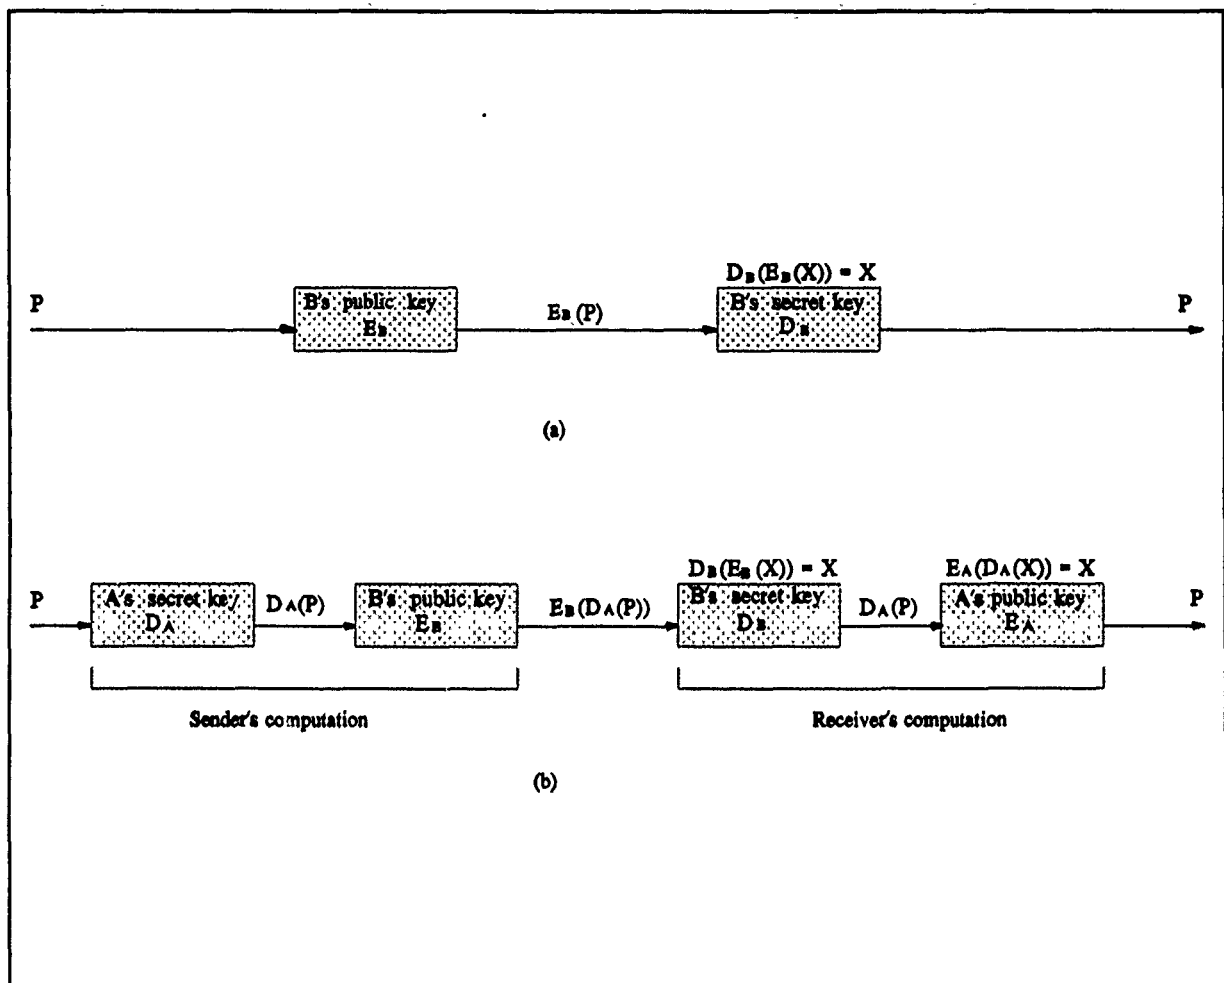 D_B(E_B(X)) = X
P
B's public key
E_B
E_B(P)
B's secret key
D_B
P
(a)
D_B(E_B(X)) = X
E_A(D_A(X)) = X
P
A's secret key
D_A
D_A(P)
B's public key
E_B
E_B(D_A(P))
B's secret key
D_B
D_A(P)
A's public key
E_A
P
Sender's computation
Receiver's computation
(b)